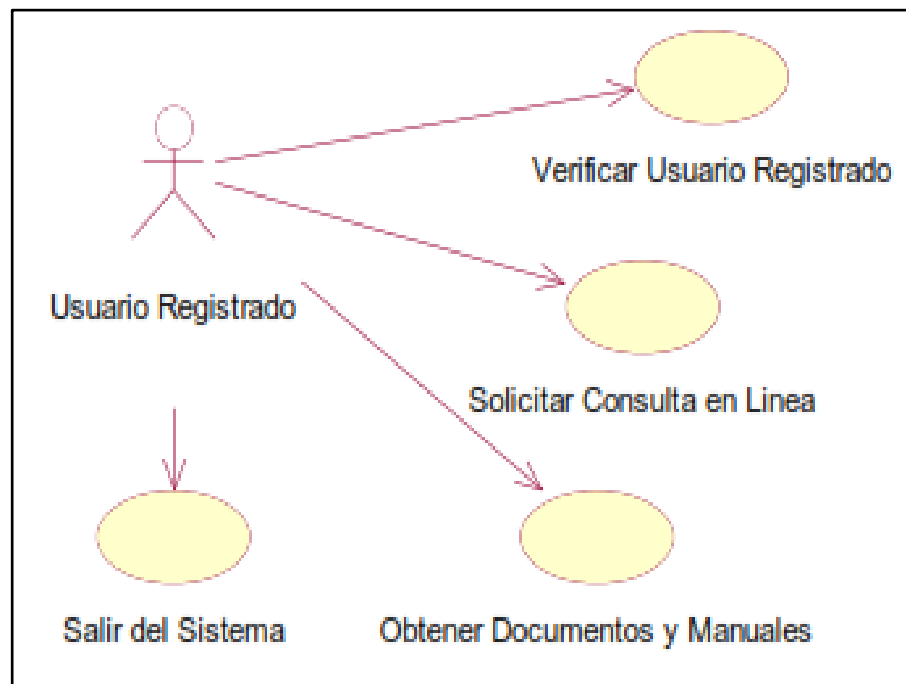 Verificar Usuario Registrado
Usuario Registrado
Solicitar Consulta en Linea
Salir del Sistema
Obtener Documentos y Manuales